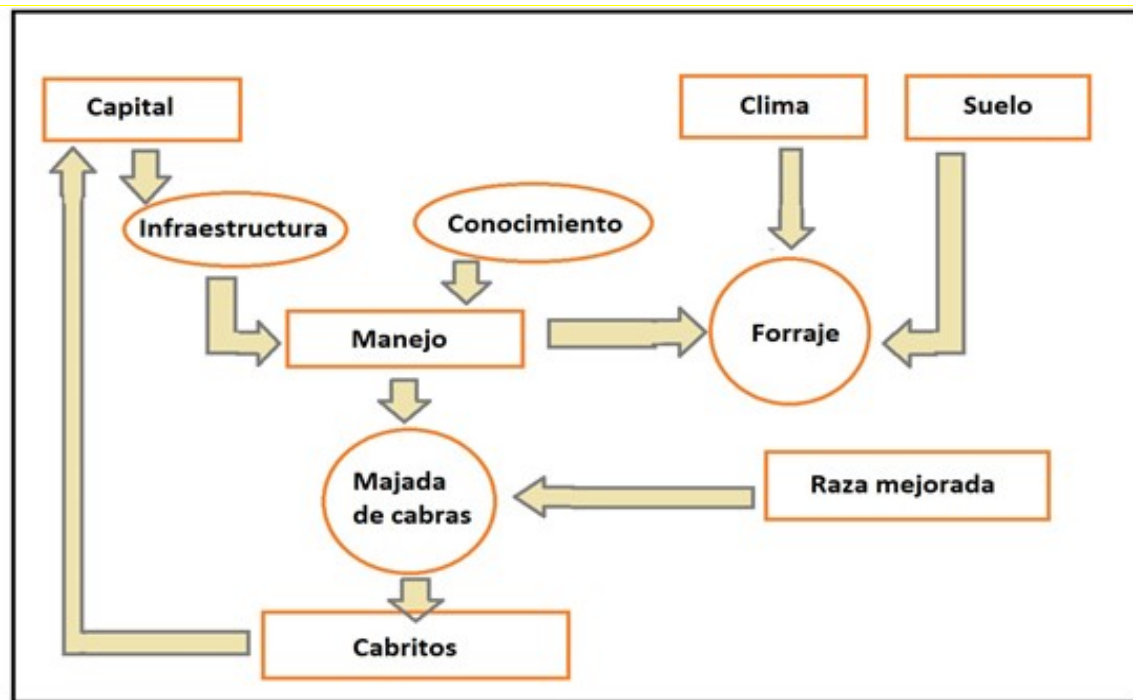 Capital
Clima
Suelo
Infraestructura
Conocimiento
Manejo
Forraje
Majada
de cabras
Raza mejorada
Cabritos